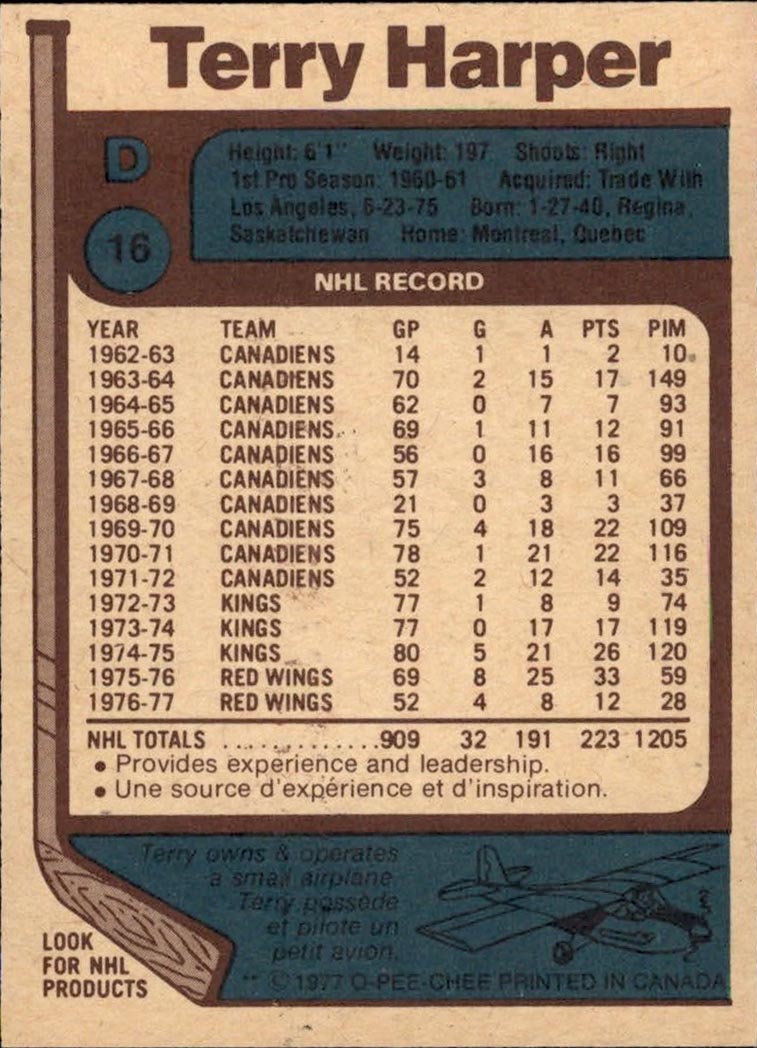 Terry Harper
D
16
Height: 6'1" Weight: 197 Shoots: Right
1st Pro Season: 1960-61 Acquired: Trade With
Los Angeles, 6-23-75 Born: 1-27-40, Regina,
Saskatchewan Home: Montreal, Quebec
NHL RECORD
YEAR TEAM GP G A PTS PIM
1962-63 CANADIENS 14 1 1 2 10
1963-64 CANADIENS 70 2 15 17 149
1964-65 CANADIENS 62 0 7 7 93
1965-66 CANADIENS 69 1 11 12 91
1966-67 CANADIENS 56 0 16 16 99
1967-68 CANADIENS 57 3 8 11 66
1968-69 CANADIENS 21 0 3 3 37
1969-70 CANADIENS 75 4 18 22 109
1970-71 CANADIENS 78 1 21 22 116
1971-72 CANADIENS 52 2 12 14 35
1972-73 KINGS 77 1 8 9 74
1973-74 KINGS 77 0 17 17 119
1974-75 KINGS 80 5 21 26 120
1975-76 RED WINGS 69 8 25 33 59
1976-77 RED WINGS 52 4 8 12 28
NHL TOTALS .............909 32 191 223 1205
• Provides experience and leadership.
• Une source d'expérience et d'inspiration.
Terry owns & operates
a small airplane.
Terry possède
et pilote un
petit avion.
LOOK
FOR NHL
PRODUCTS
** © 1977 O-PEE-CHEE PRINTED IN CANADA